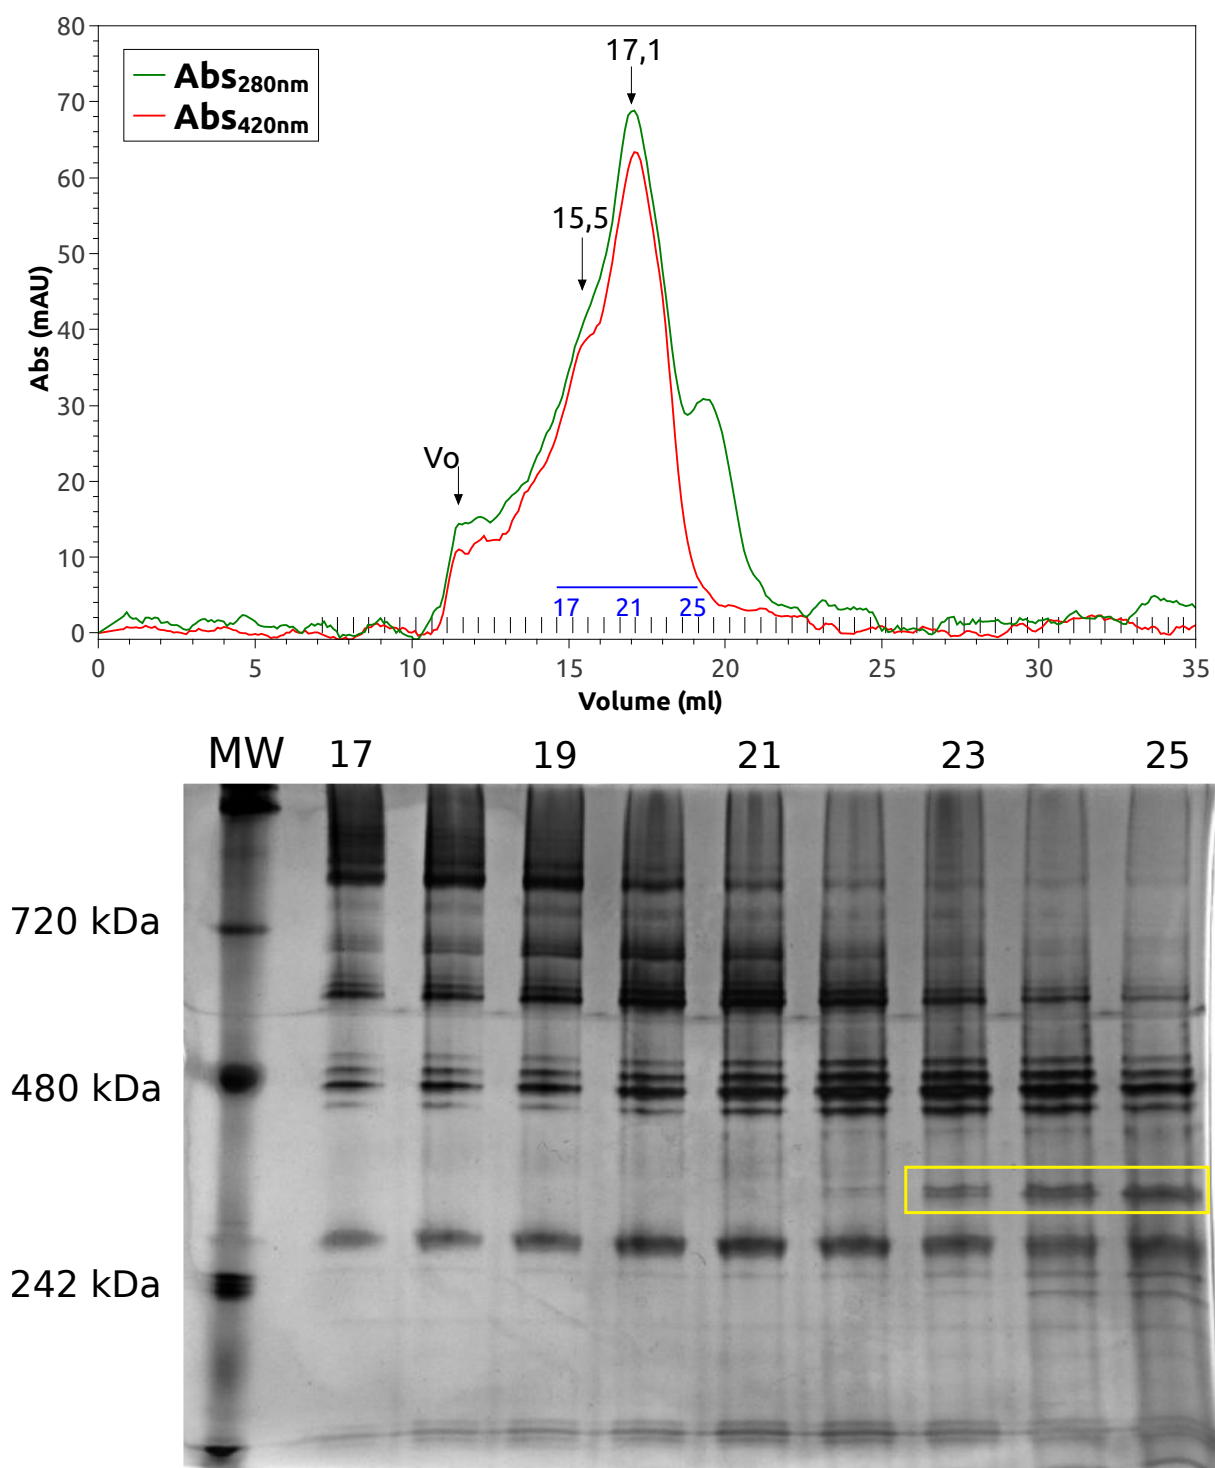 80
70
60
50
40
30
20
10
0
Abs (mAU)
Abs280nm
Abs420nm
17,1
15,5
Vo
17 21 25
0 5 10 15 20 25 30 35
Volume (ml)
MW 17 19 21 23 25
720 kDa
480 kDa
242 kDa